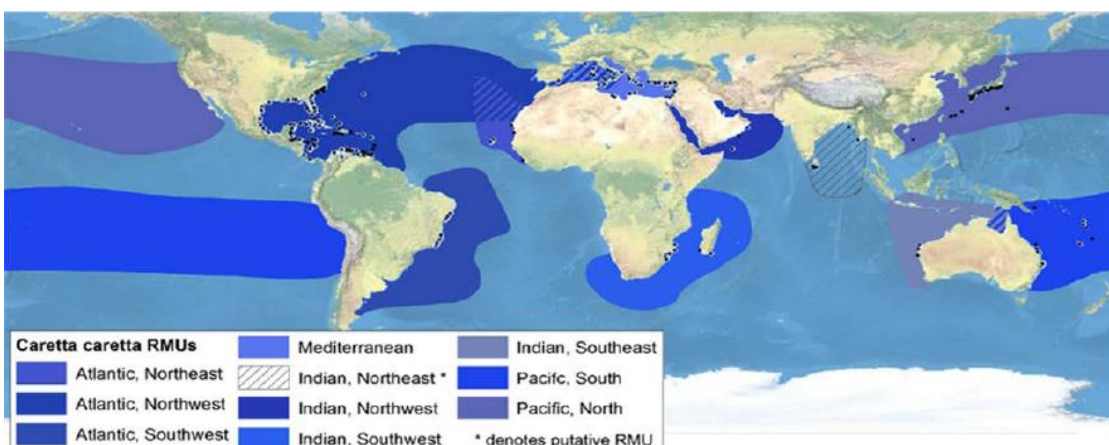 Caretta caretta RMUs
Atlantic, Northeast
Atlantic, Northwest
Atlantic, Southwest
Mediterranean
Indian, Northeast *
Indian, Northwest
Indian, Southwest
Indian, Southeast
Pacifc, South
Pacific, North
* denotes putative RMU